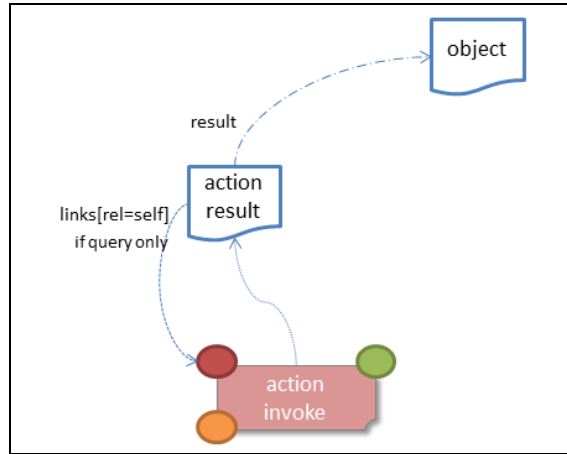 object
result
action
result
links[rel=self]
if query only
action
invoke